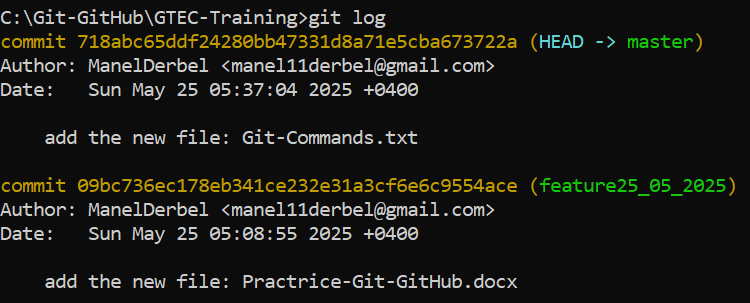 C:\Git-GitHub\GTEC-Training>git log
commit 718abc65ddf24280bb47331d8a71e5cba673722a (HEAD -> master)
Author: ManelDerbel <manel11derbel@gmail.com>
Date:   Sun May 25 05:37:04 2025 +0400
    add the new file: Git-Commands.txt
commit 09bc736ec178eb341ce232e31a3cf6e6c9554ace (feature25_05_2025)
Author: ManelDerbel <manel11derbel@gmail.com>
Date:   Sun May 25 05:08:55 2025 +0400
    add the new file: Practrice-Git-GitHub.docx